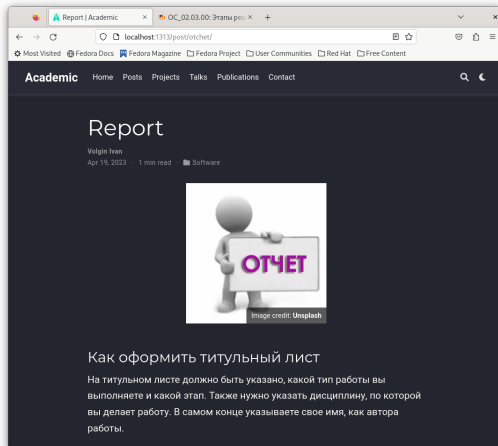 Report | Academic
ОС_02.03.00: Этапы реа
localhost:1313/post/otchet/
Most Visited Fedora Docs Fedora Magazine Fedora Project User Communities Red Hat Free Content
Academic Home Posts Projects Talks Publications Contact
Report
Volgin Ivan
Apr 19, 2023 · 1 min read · Software
ОТЧЕТ
Image credit: Unsplash
Как оформить титульный лист
На титульном листе должно быть указано, какой тип работы вы
выполняете и какой этап. Также нужно указать дисциплину, по которой
вы делает работу. В самом конце указываете свое имя, как автора
работы.